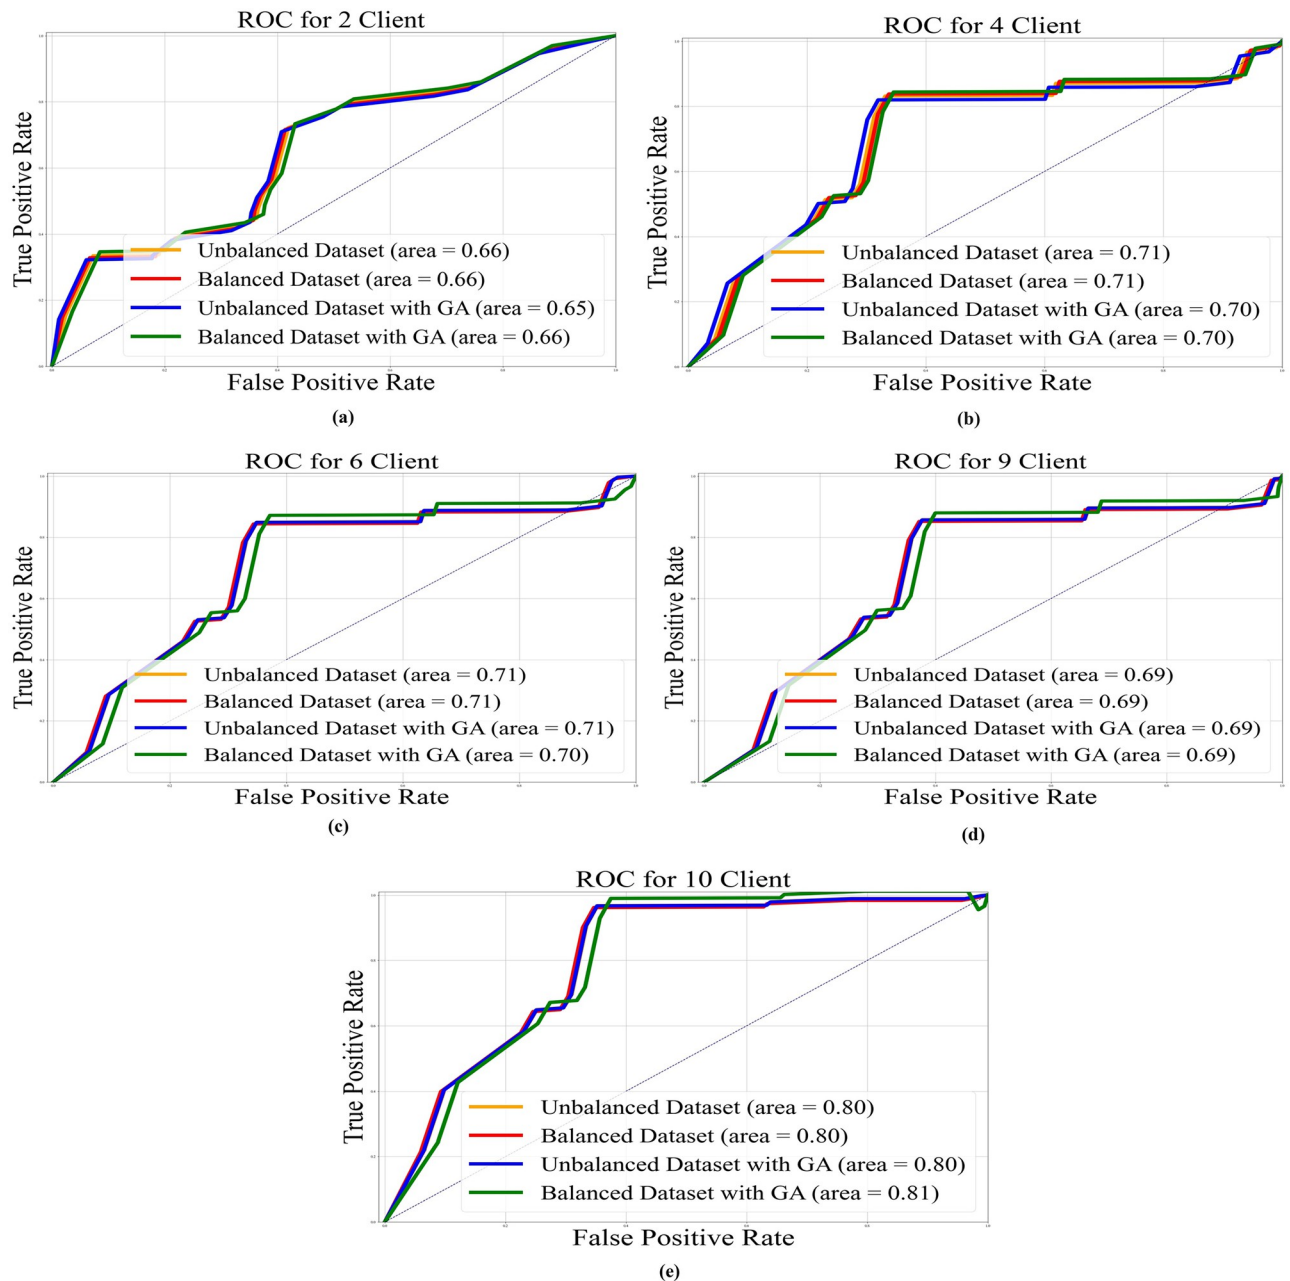 ROC for 2 Client
True Positive Rate
Unbalanced Dataset (area = 0.66)
Balanced Dataset (area = 0.66)
Unbalanced Dataset with GA (area = 0.65)
Balanced Dataset with GA (area = 0.66)
False Positive Rate
(a)
ROC for 4 Client
True Positive Rate
Unbalanced Dataset (area = 0.71)
Balanced Dataset (area = 0.71)
Unbalanced Dataset with GA (area = 0.70)
Balanced Dataset with GA (area = 0.70)
False Positive Rate
(b)
ROC for 6 Client
True Positive Rate
Unbalanced Dataset (area = 0.71)
Balanced Dataset (area = 0.71)
Unbalanced Dataset with GA (area = 0.71)
Balanced Dataset with GA (area = 0.70)
False Positive Rate
(c)
ROC for 9 Client
True Positive Rate
Unbalanced Dataset (area = 0.69)
Balanced Dataset (area = 0.69)
Unbalanced Dataset with GA (area = 0.69)
Balanced Dataset with GA (area = 0.69)
False Positive Rate
(d)
ROC for 10 Client
True Positive Rate
Unbalanced Dataset (area = 0.80)
Balanced Dataset (area = 0.80)
Unbalanced Dataset with GA (area = 0.80)
Balanced Dataset with GA (area = 0.81)
False Positive Rate
(e)